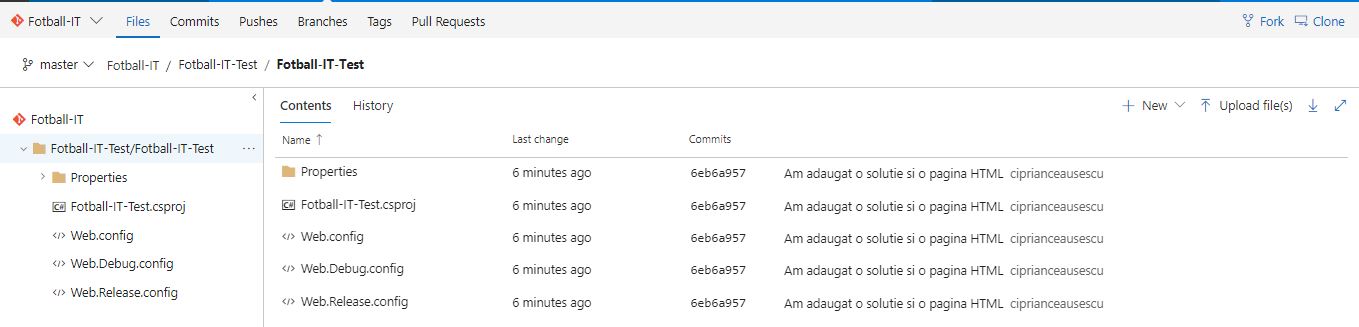 Fotball-IT Files Commits Pushes Branches Tags Pull Requests Fork Clone
master Fotball-IT / Fotball-IT-Test / Fotball-IT-Test
Fotball-IT
Fotball-IT-Test/Fotball-IT-Test ...
Properties
C# Fotball-IT-Test.csproj
</> Web.config
</> Web.Debug.config
</> Web.Release.config
Contents History + New Upload file(s)
Name ↑ Last change Commits
Properties 6 minutes ago 6eb6a957 Am adaugat o solutie si o pagina HTML ciprianceausescu
C# Fotball-IT-Test.csproj 6 minutes ago 6eb6a957 Am adaugat o solutie si o pagina HTML ciprianceausescu
</> Web.config 6 minutes ago 6eb6a957 Am adaugat o solutie si o pagina HTML ciprianceausescu
</> Web.Debug.config 6 minutes ago 6eb6a957 Am adaugat o solutie si o pagina HTML ciprianceausescu
</> Web.Release.config 6 minutes ago 6eb6a957 Am adaugat o solutie si o pagina HTML ciprianceausescu